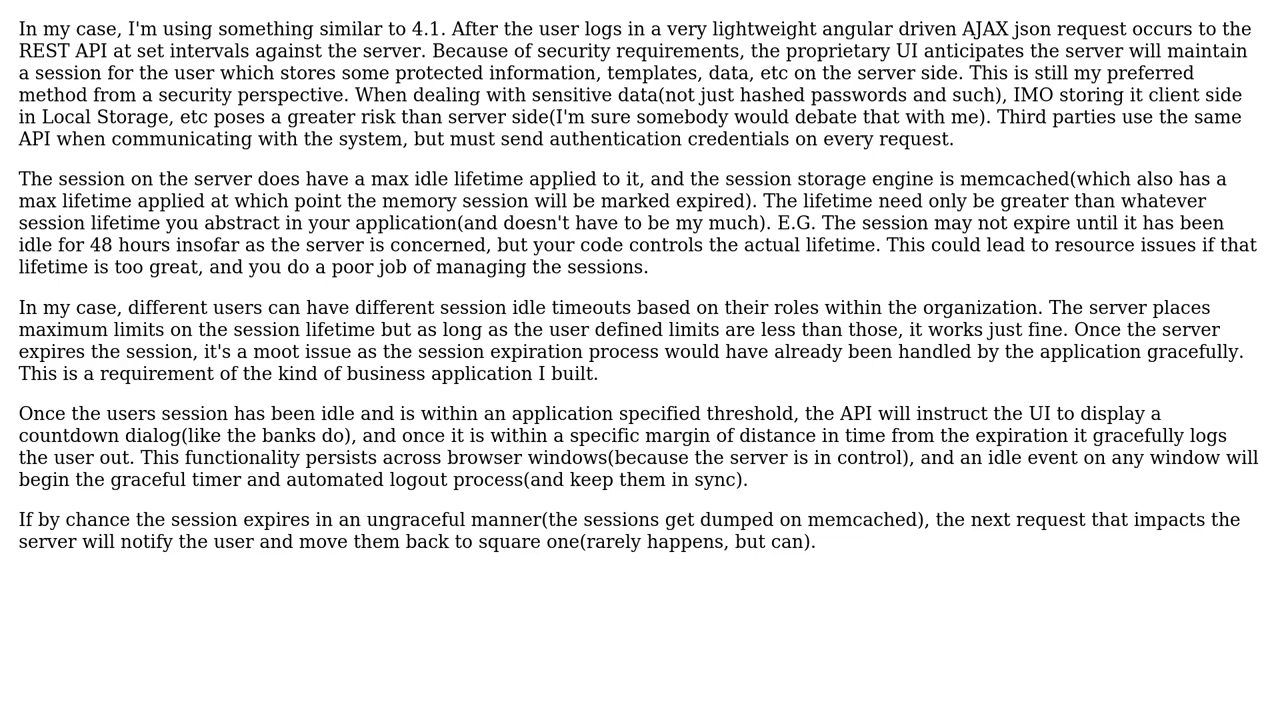 In my case, I'm using something similar to 4.1. After the user logs in a very lightweight angular driven AJAX json request occurs to the
REST API at set intervals against the server. Because of security requirements, the proprietary UI anticipates the server will maintain
a session for the user which stores some protected information, templates, data, etc on the server side. This is still my preferred
method from a security perspective. When dealing with sensitive data(not just hashed passwords and such), IMO storing it client side
in Local Storage, etc poses a greater risk than server side(I'm sure somebody would debate that with me). Third parties use the same
API when communicating with the system, but must send authentication credentials on every request.
The session on the server does have a max idle lifetime applied to it, and the session storage engine is memcached(which also has a
max lifetime applied at which point the memory session will be marked expired). The lifetime need only be greater than whatever
session lifetime you abstract in your application(and doesn't have to be my much). E.G. The session may not expire until it has been
idle for 48 hours insofar as the server is concerned, but your code controls the actual lifetime. This could lead to resource issues if that
lifetime is too great, and you do a poor job of managing the sessions.
In my case, different users can have different session idle timeouts based on their roles within the organization. The server places
maximum limits on the session lifetime but as long as the user defined limits are less than those, it works just fine. Once the server
expires the session, it's a moot issue as the session expiration process would have already been handled by the application gracefully.
This is a requirement of the kind of business application I built.
Once the users session has been idle and is within an application specified threshold, the API will instruct the UI to display a
countdown dialog(like the banks do), and once it is within a specific margin of distance in time from the expiration it gracefully logs
the user out. This functionality persists across browser windows(because the server is in control), and an idle event on any window will
begin the graceful timer and automated logout process(and keep them in sync).
If by chance the session expires in an ungraceful manner(the sessions get dumped on memcached), the next request that impacts the
server will notify the user and move them back to square one(rarely happens, but can).